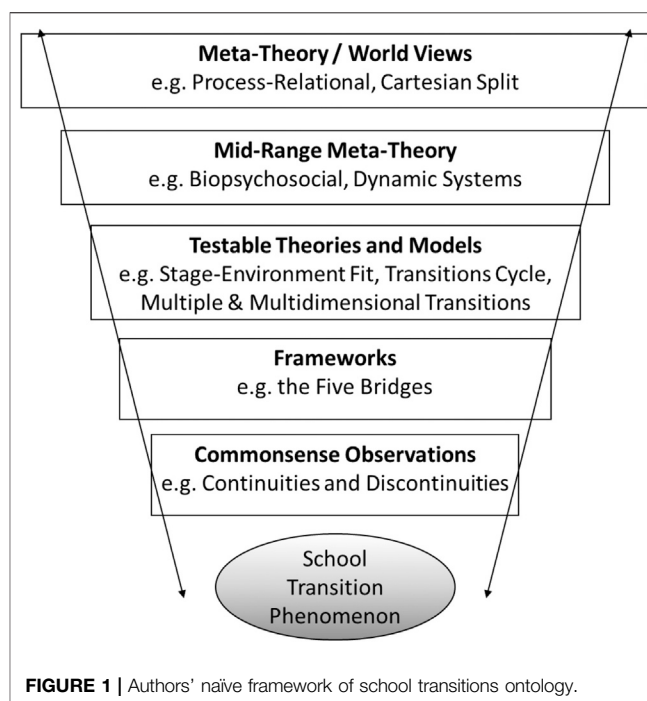 Meta-Theory / World Views
e.g. Process-Relational, Cartesian Split
Mid-Range Meta-Theory
e.g. Biopsychosocial, Dynamic Systems
Testable Theories and Models
e.g. Stage-Environment Fit, Transitions Cycle,
Multiple & Multidimensional Transitions
Frameworks
e.g. the Five Bridges
Commonsense Observations
e.g. Continuities and Discontinuities
School
Transition
Phenomenon
FIGURE 1 | Authors’ naïve framework of school transitions ontology.